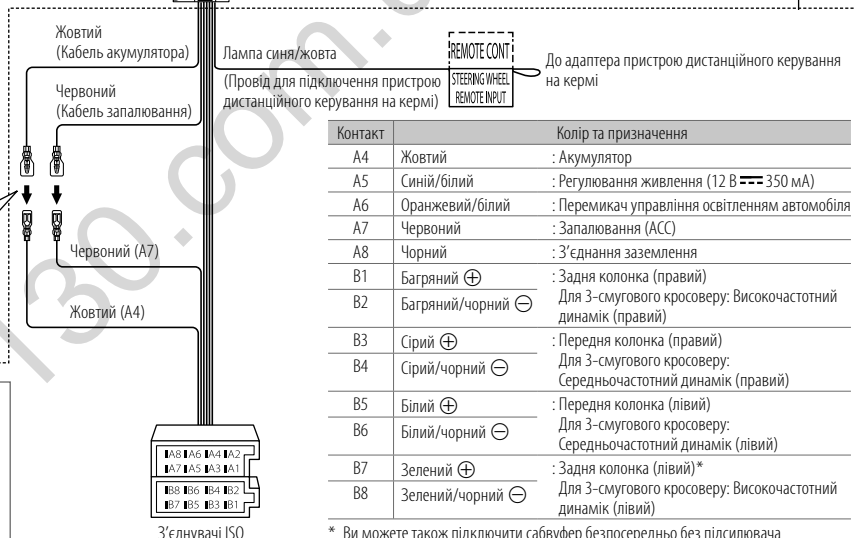 Жовтий
(Кабель акумулятора)
Червоний
(Кабель запалювання)
Лампа синя/жовта
(Провід для підключення пристрою
дистанційного керування на кермі)
REMOTE CONT
STEERING WHEEL
REMOTE INPUT
До адаптера пристрою дистанційного керування
на кермі
Червоний (A7)
Жовтий (A4)
A8 A6 A4 A2
A7 A5 A3 A1
B8 B6 B4 B2
B7 B5 B3 B1
З’єднувачі ISO
Контакт Колір та призначення
A4 Жовтий : Акумулятор
A5 Синій/білий : Регулювання живлення (12 В ⎓ 350 мА)
A6 Оранжевий/білий : Перемикач управління освітленням автомобіля
A7 Червоний : Запалювання (ACC)
A8 Чорний : З’єднання заземлення
B1 Багряний ⊕ : Задня колонка (правий)
B2 Багряний/чорний ⊖ Для 3-смугового кросоверу: Високочастотний
динамік (правий)
B3 Сірий ⊕ : Передня колонка (правий)
B4 Сірий/чорний ⊖ Для 3-смугового кросоверу:
Середньочастотний динамік (правий)
B5 Білий ⊕ : Передня колонка (лівий)
B6 Білий/чорний ⊖ Для 3-смугового кросоверу:
Середньочастотний динамік (лівий)
B7 Зелений ⊕ : Задня колонка (лівий)*
B8 Зелений/чорний ⊖ Для 3-смугового кросоверу: Високочастотний
динамік (лівий)
* Ви можете також підключити сабвуфер безпосередньо без підсилювача
130.com.u